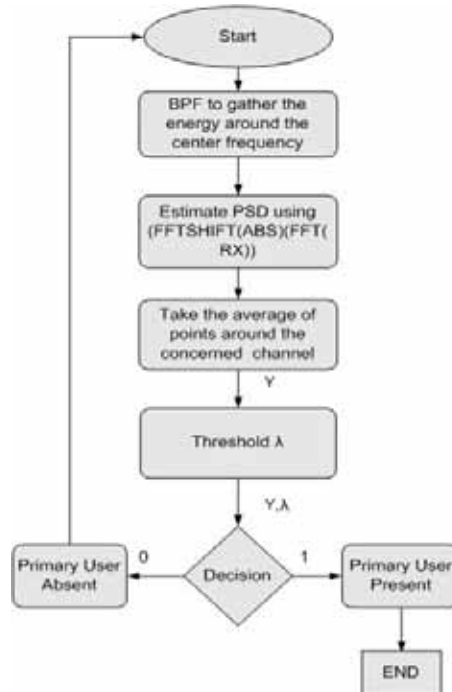 Start
BPF to gather the
energy around the
center frequency
Estimate PSD using
(FFTSHIFT(ABS)(FFT(
RX))
Take the average of
points around the
concerned channel
Y
Threshold λ
Y,λ
0
1
Primary User
Absent
Decision
Primary User
Present
END